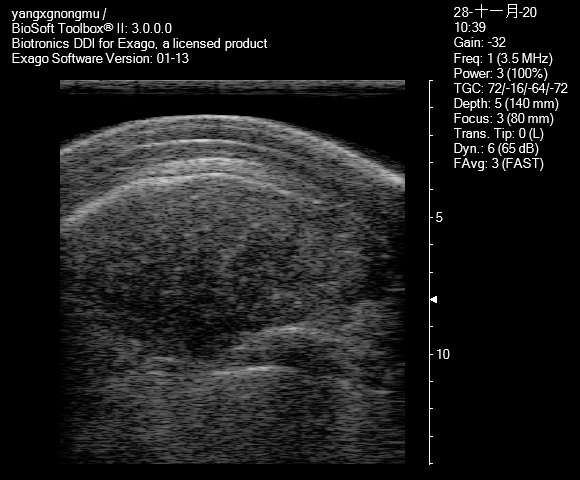 yangxgnongmu /
BioSoft Toolbox® II: 3.0.0.0
Biotronics DDI for Exago, a licensed product
Exago Software Version: 01-13
28-十一月-20
10:39
Gain: -32
Freq: 1 (3.5 MHz)
Power: 3 (100%)
TGC: 72/-16/-64/-72
Depth: 5 (140 mm)
Focus: 3 (80 mm)
Trans. Tip: 0 (L)
Dyn.: 6 (65 dB)
FAvg: 3 (FAST)
5
10